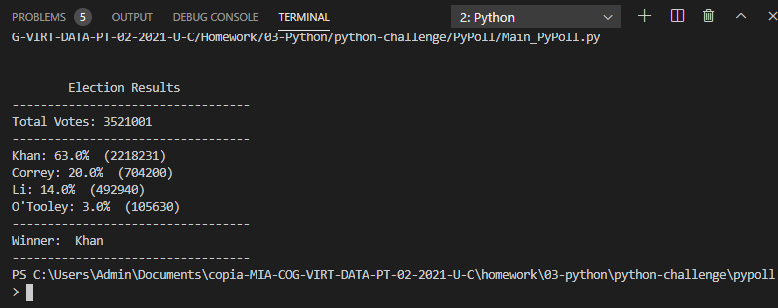 PROBLEMS 5 OUTPUT DEBUG CONSOLE TERMINAL 2: Python
G-VIRT-DATA-PT-02-2021-U-C/Homework/03-Python/python-challenge/PyPoll/Main_PyPoll.py
Election Results
----------------------------------
Total Votes: 3521001
----------------------------------
Khan: 63.0%  (2218231)
Correy: 20.0%  (704200)
Li: 14.0%  (492940)
O'Tooley: 3.0%  (105630)
----------------------------------
Winner:  Khan
----------------------------------
PS C:\Users\Admin\Documents\copia-MIA-COG-VIRT-DATA-PT-02-2021-U-C\homework\03-python\python-challenge\pypoll
>